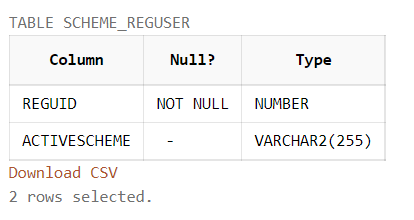 TABLE SCHEME_REGUSER
Column Null? Type
REGUID NOT NULL NUMBER
ACTIVESCHEME - VARCHAR2(255)
Download CSV
2 rows selected.